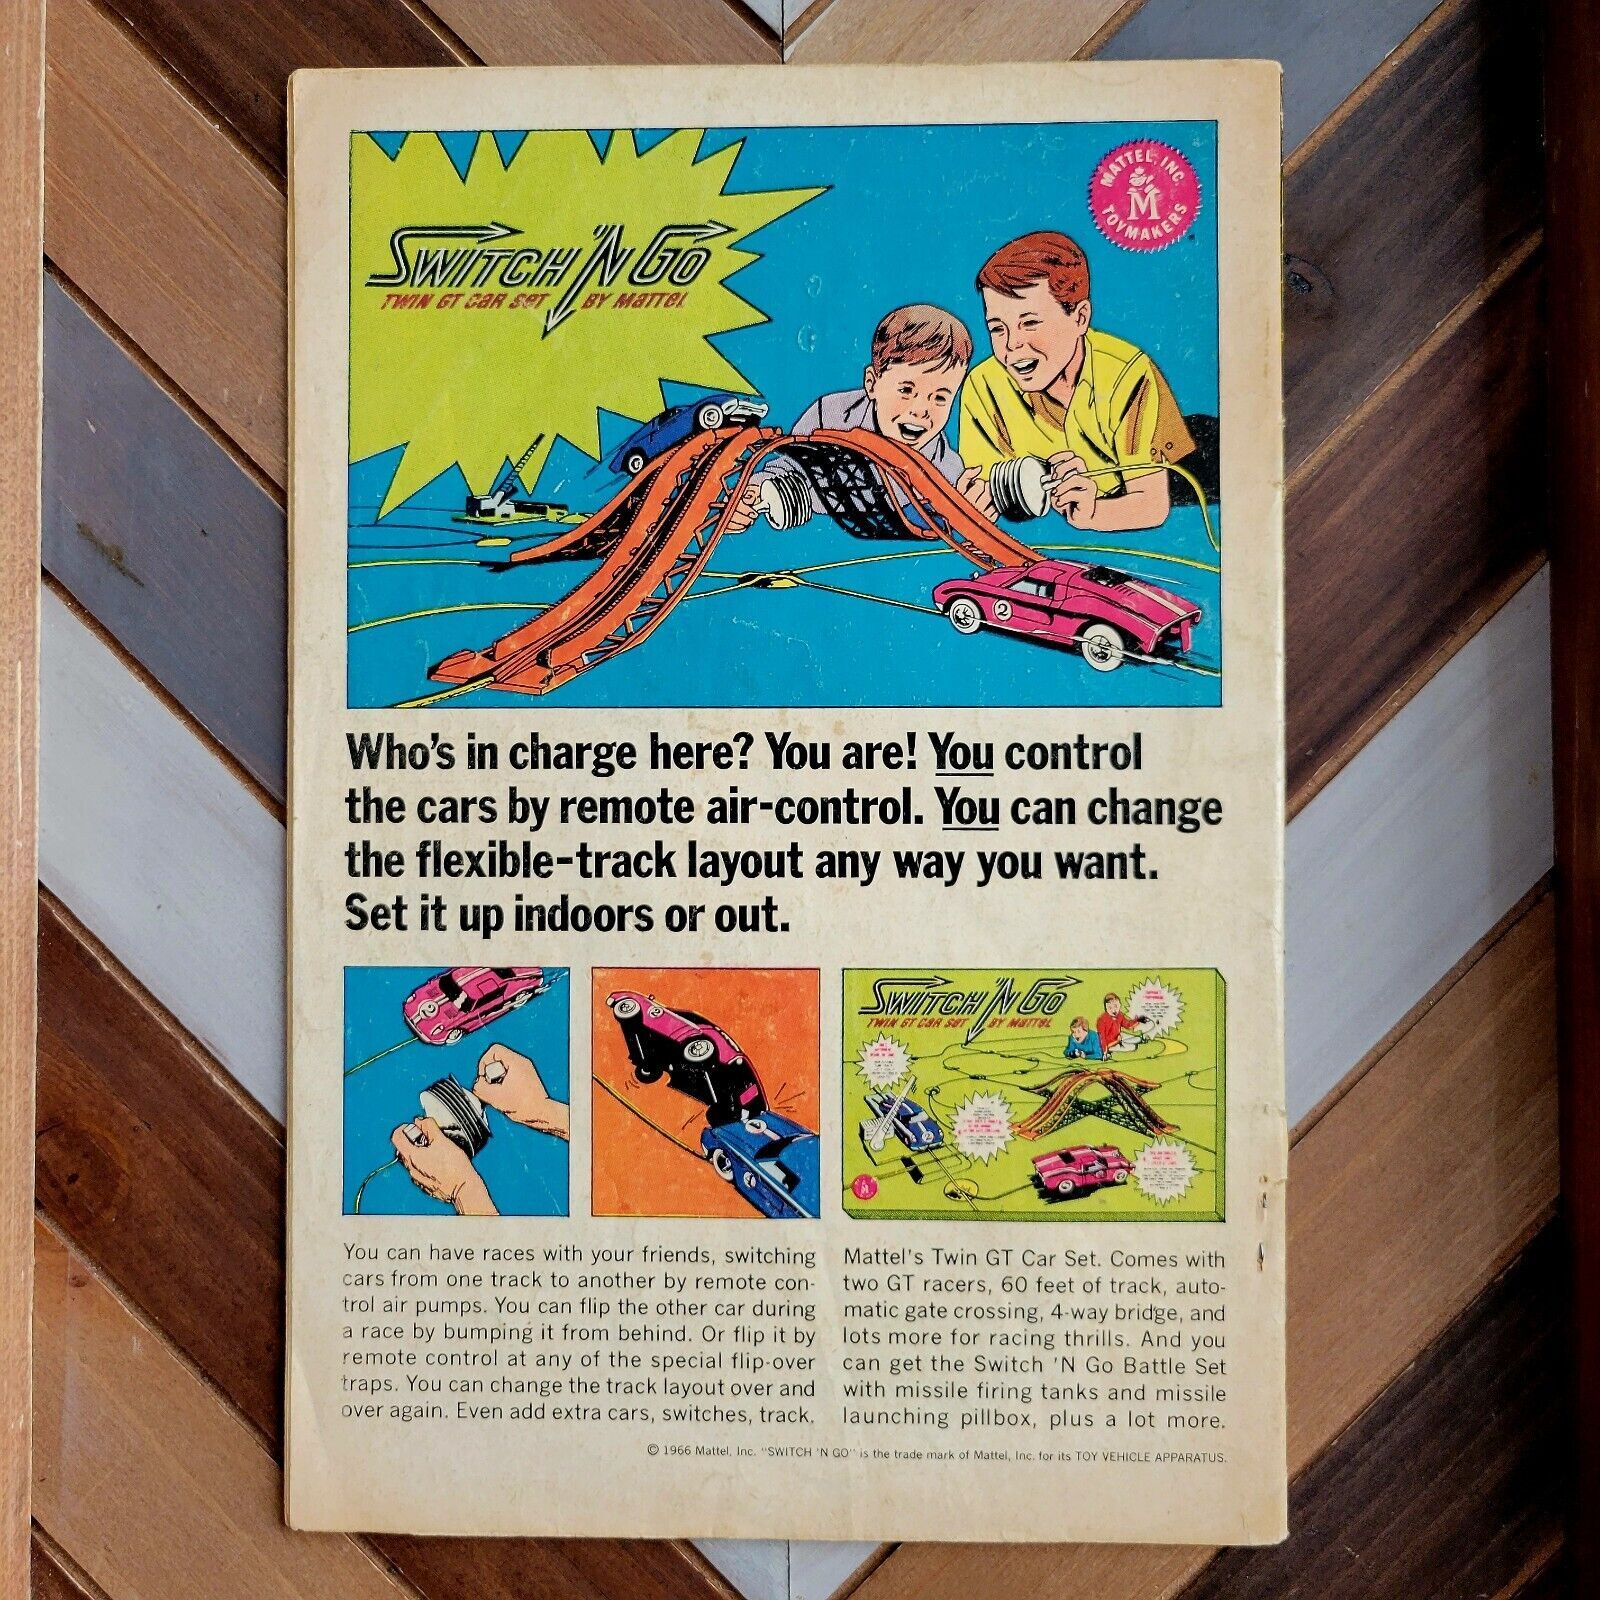 SWITCH 'N GO
TWIN GT CAR SET BY MATTEL
MATTEL, INC.
M
TOYMAKERS
2
Who's in charge here? You are! You control
the cars by remote air-control. You can change
the flexible-track layout any way you want.
Set it up indoors or out.
2
SWITCH 'N GO
TWIN GT CAR SET BY MATTEL
You can have races with your friends, switching
cars from one track to another by remote con-
trol air pumps. You can flip the other car during
a race by bumping it from behind. Or flip it by
remote control at any of the special flip-over
traps. You can change the track layout over and
over again. Even add extra cars, switches, track.
Mattel's Twin GT Car Set. Comes with
two GT racers, 60 feet of track, auto-
matic gate crossing, 4-way bridge, and
lots more for racing thrills. And you
can get the Switch 'N Go Battle Set
with missile firing tanks and missile
launching pillbox, plus a lot more.
© 1966 Mattel, Inc. "SWITCH 'N GO" is the trade mark of Mattel, Inc. for its TOY VEHICLE APPARATUS.